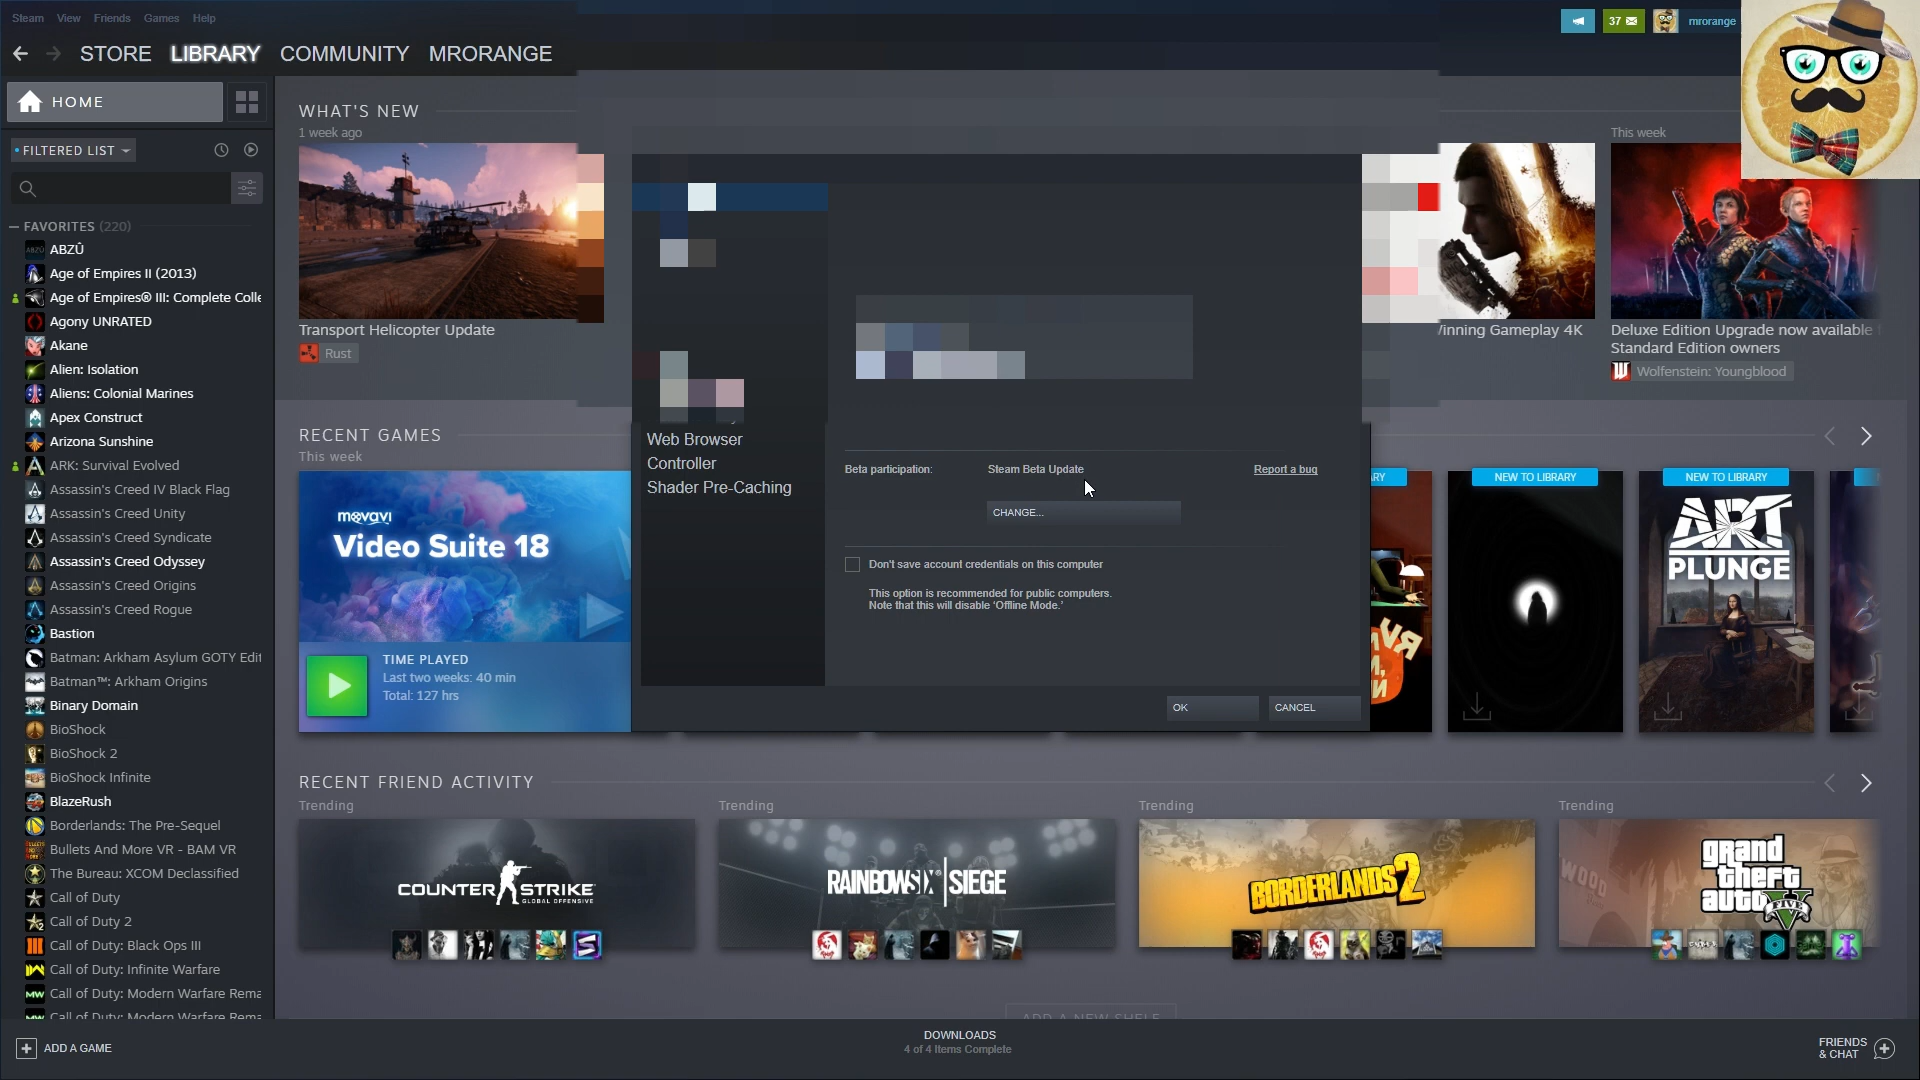 Steam View Friends Games Help
37
mrorange
STORE LIBRARY COMMUNITY MRORANGE
HOME
FILTERED LIST
FAVORITES (220)
ABZÛ
Age of Empires II (2013)
Age of Empires® III: Complete Colle
Agony UNRATED
Akane
Alien: Isolation
Aliens: Colonial Marines
Apex Construct
Arizona Sunshine
ARK: Survival Evolved
Assassin's Creed IV Black Flag
Assassin's Creed Unity
Assassin's Creed Syndicate
Assassin's Creed Odyssey
Assassin's Creed Origins
Assassin's Creed Rogue
Bastion
Batman: Arkham Asylum GOTY Edit
Batman™: Arkham Origins
Binary Domain
BioShock
BioShock 2
BioShock Infinite
BlazeRush
Borderlands: The Pre-Sequel
Bullets And More VR - BAM VR
The Bureau: XCOM Declassified
Call of Duty
Call of Duty 2
Call of Duty: Black Ops III
Call of Duty: Infinite Warfare
Call of Duty: Modern Warfare Rema
Call of Duty: Modern Warfare Rema
WHAT'S NEW
1 week ago
Transport Helicopter Update
Rust
Winning Gameplay 4K
This week
Deluxe Edition Upgrade now available
Standard Edition owners
Wolfenstein: Youngblood
RECENT GAMES
This week
movavi
Video Suite 18
TIME PLAYED
Last two weeks: 40 min
Total: 127 hrs
Web Browser
Controller
Shader Pre-Caching
Beta participation:
Steam Beta Update
Report a bug
CHANGE...
Don't save account credentials on this computer
This option is recommended for public computers.
Note that this will disable 'Offline Mode.'
OK
CANCEL
RY
NEW TO LIBRARY
NEW TO LIBRARY
ART
PLUNGE
RECENT FRIEND ACTIVITY
Trending
COUNTER STRIKE
GLOBAL OFFENSIVE
Trending
RAINBOW SIX SIEGE
Trending
BORDERLANDS 2
Trending
WOOD
grand
theft
auto
FIVE
ADD A NEW SHELF
ADD A GAME
DOWNLOADS
4 of 4 Items Complete
FRIENDS
& CHAT